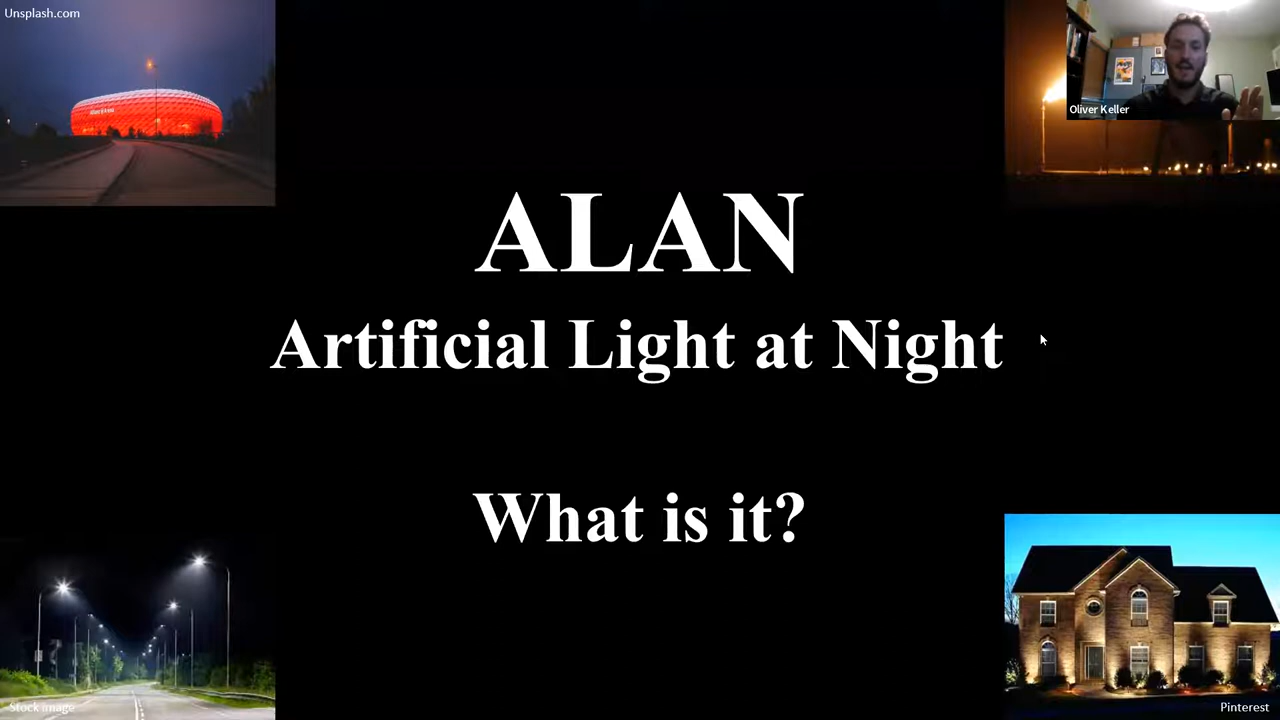 Unsplash.com
Oliver Keller
ALAN
Artificial Light at Night
What is it?
Stock image
Pinterest